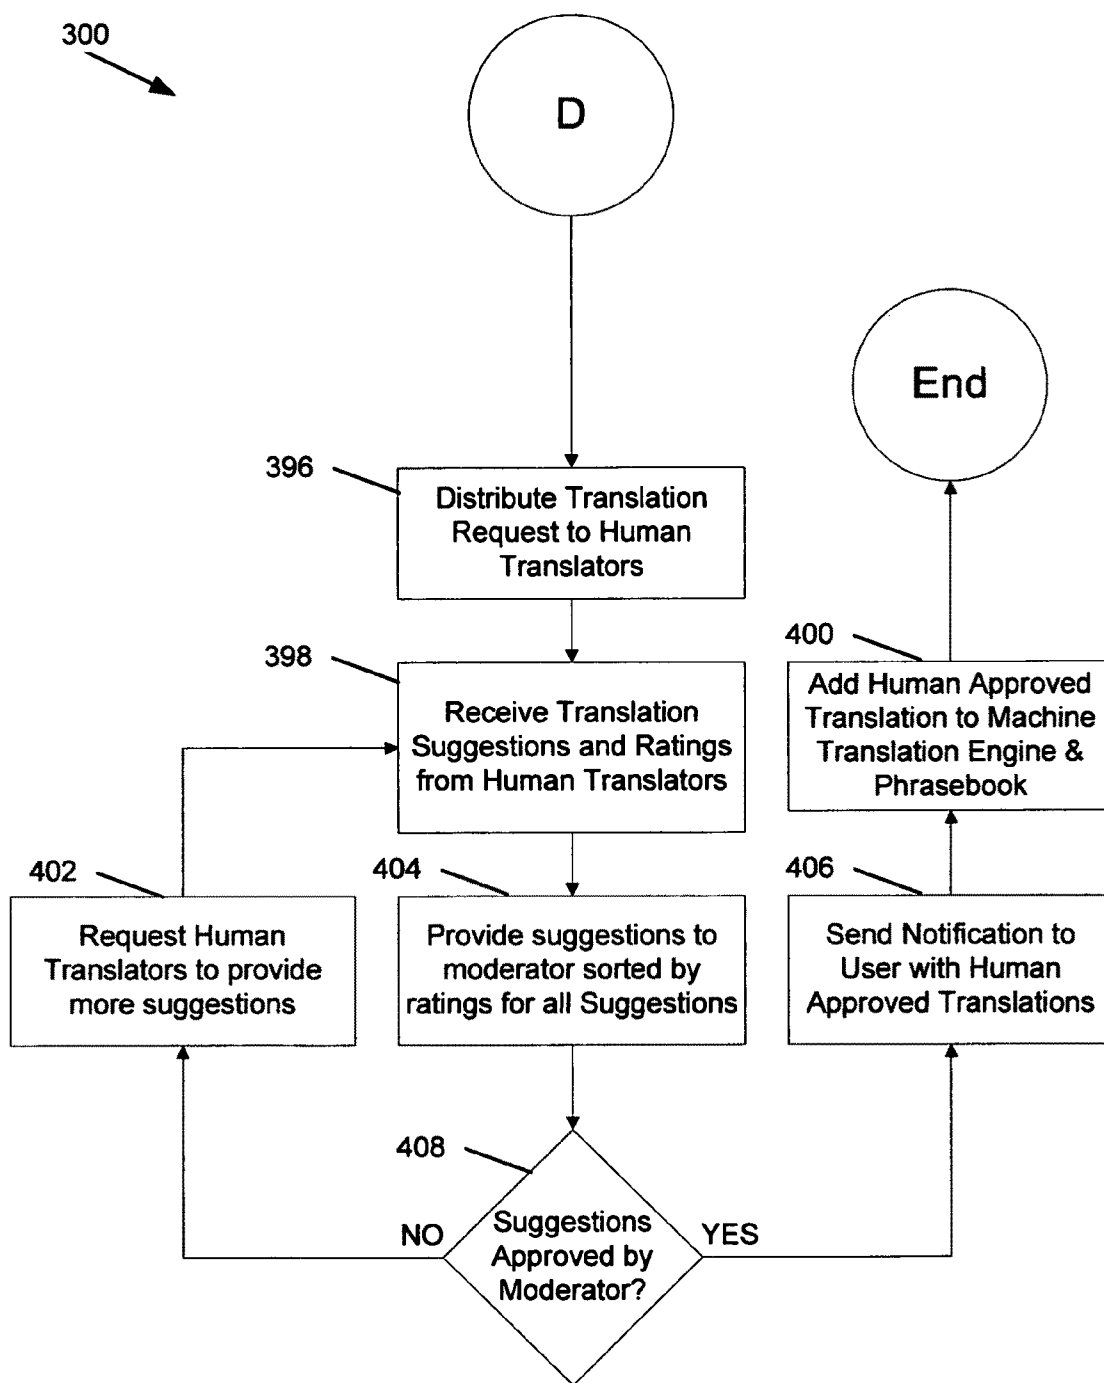 300
D
End
396
Distribute Translation
Request to Human
Translators
398
Receive Translation
Suggestions and Ratings
from Human Translators
400
Add Human Approved
Translation to Machine
Translation Engine &
Phrasebook
402
Request Human
Translators to provide
more suggestions
404
Provide suggestions to
moderator sorted by
ratings for all Suggestions
406
Send Notification to
User with Human
Approved Translations
408
NO
Suggestions
Approved by
Moderator?
YES